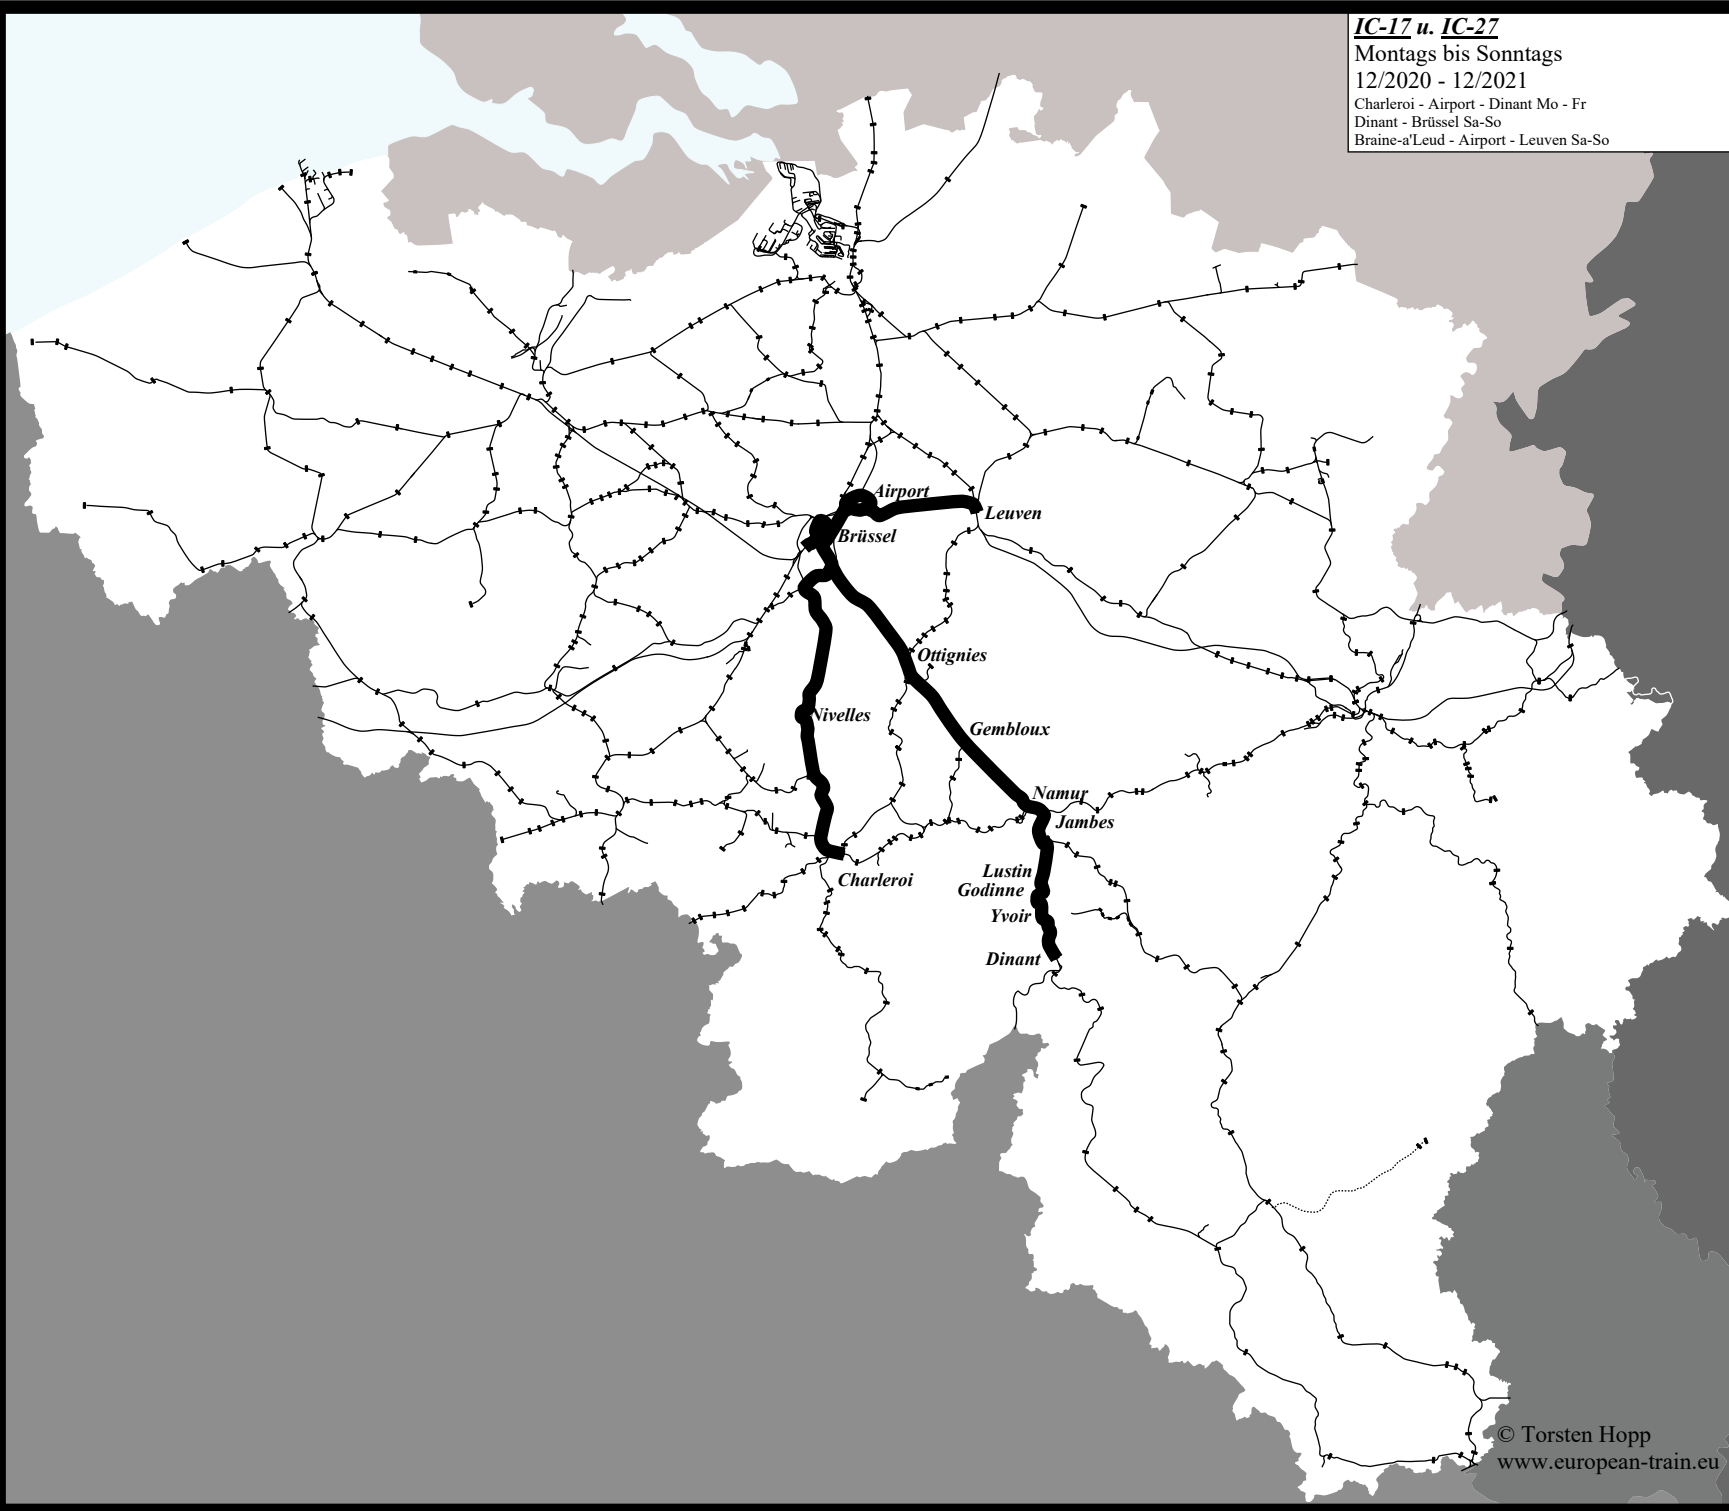 IC-17 u. IC-27
Montags bis Sonntags
12/2020 - 12/2021
Charleroi - Airport - Dinant Mo - Fr
Dinant - Brüssel Sa-So
Braine-a'Leud - Airport - Leuven Sa-So
Airport
Leuven
Brüssel
Ottignies
Nivelles
Gembloux
Namur
Jambes
Lustin
Charleroi
Godinne
Yvoir
Dinant
© Torsten Hopp
www.european-train.eu